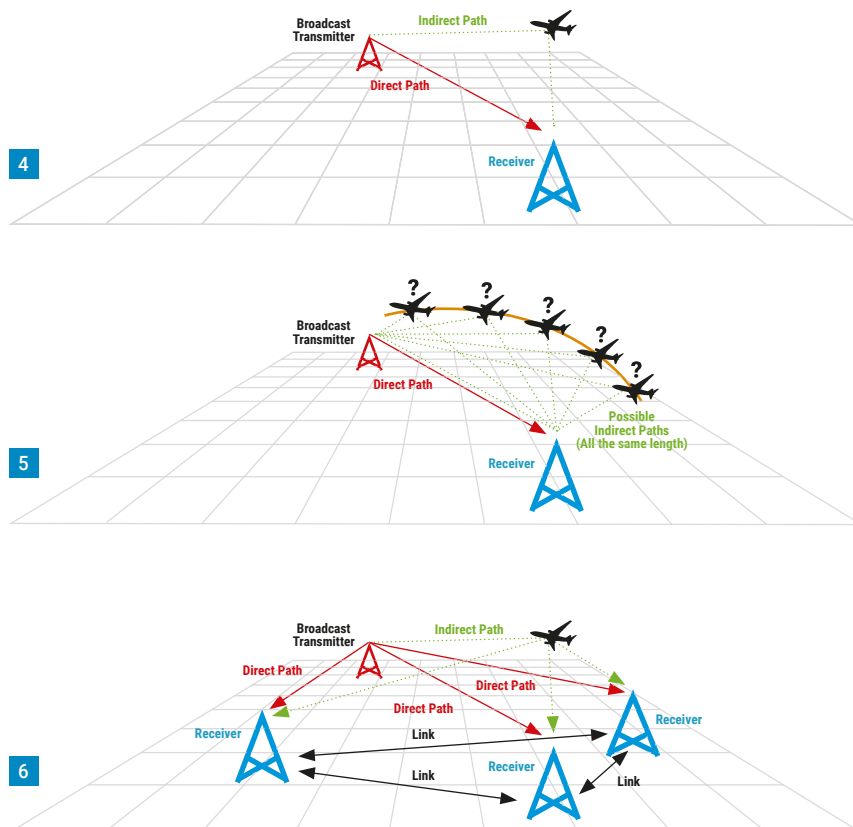 Broadcast
Transmitter
Indirect Path
Direct Path
4
Receiver
?
?
?
?
?
Broadcast
Transmitter
Direct Path
Possible
Indirect Paths
(All the same length)
5
Receiver
Broadcast
Transmitter
Indirect Path
Direct Path
Direct Path
Direct Path
Receiver
Receiver
Link
Receiver
Link
Link
6